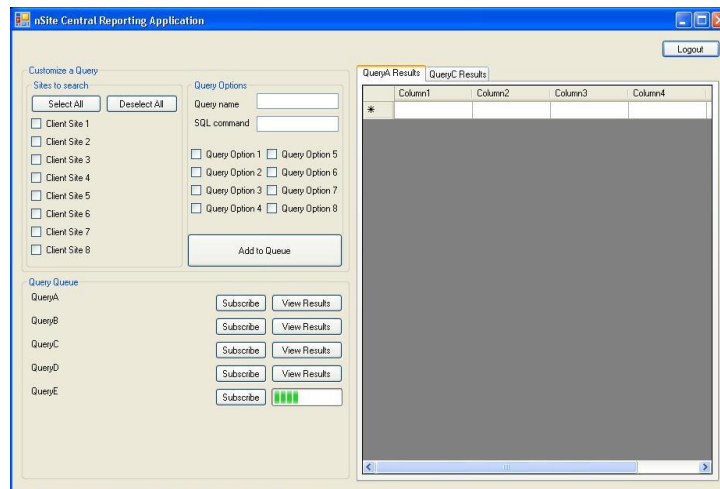 nSite Central Reporting Application
Logout
Customize a Query
Sites to search
Select All Deselect All
Client Site 1
Client Site 2
Client Site 3
Client Site 4
Client Site 5
Client Site 6
Client Site 7
Client Site 8
Query Options
Query name
SQL command
Query Option 1 Query Option 5
Query Option 2 Query Option 6
Query Option 3 Query Option 7
Query Option 4 Query Option 8
Add to Queue
Query Queue
QueryA Subscribe View Results
QueryB Subscribe View Results
QueryC Subscribe View Results
QueryD Subscribe View Results
QueryE Subscribe
QueryA Results QueryC Results
Column1 Column2 Column3 Column4